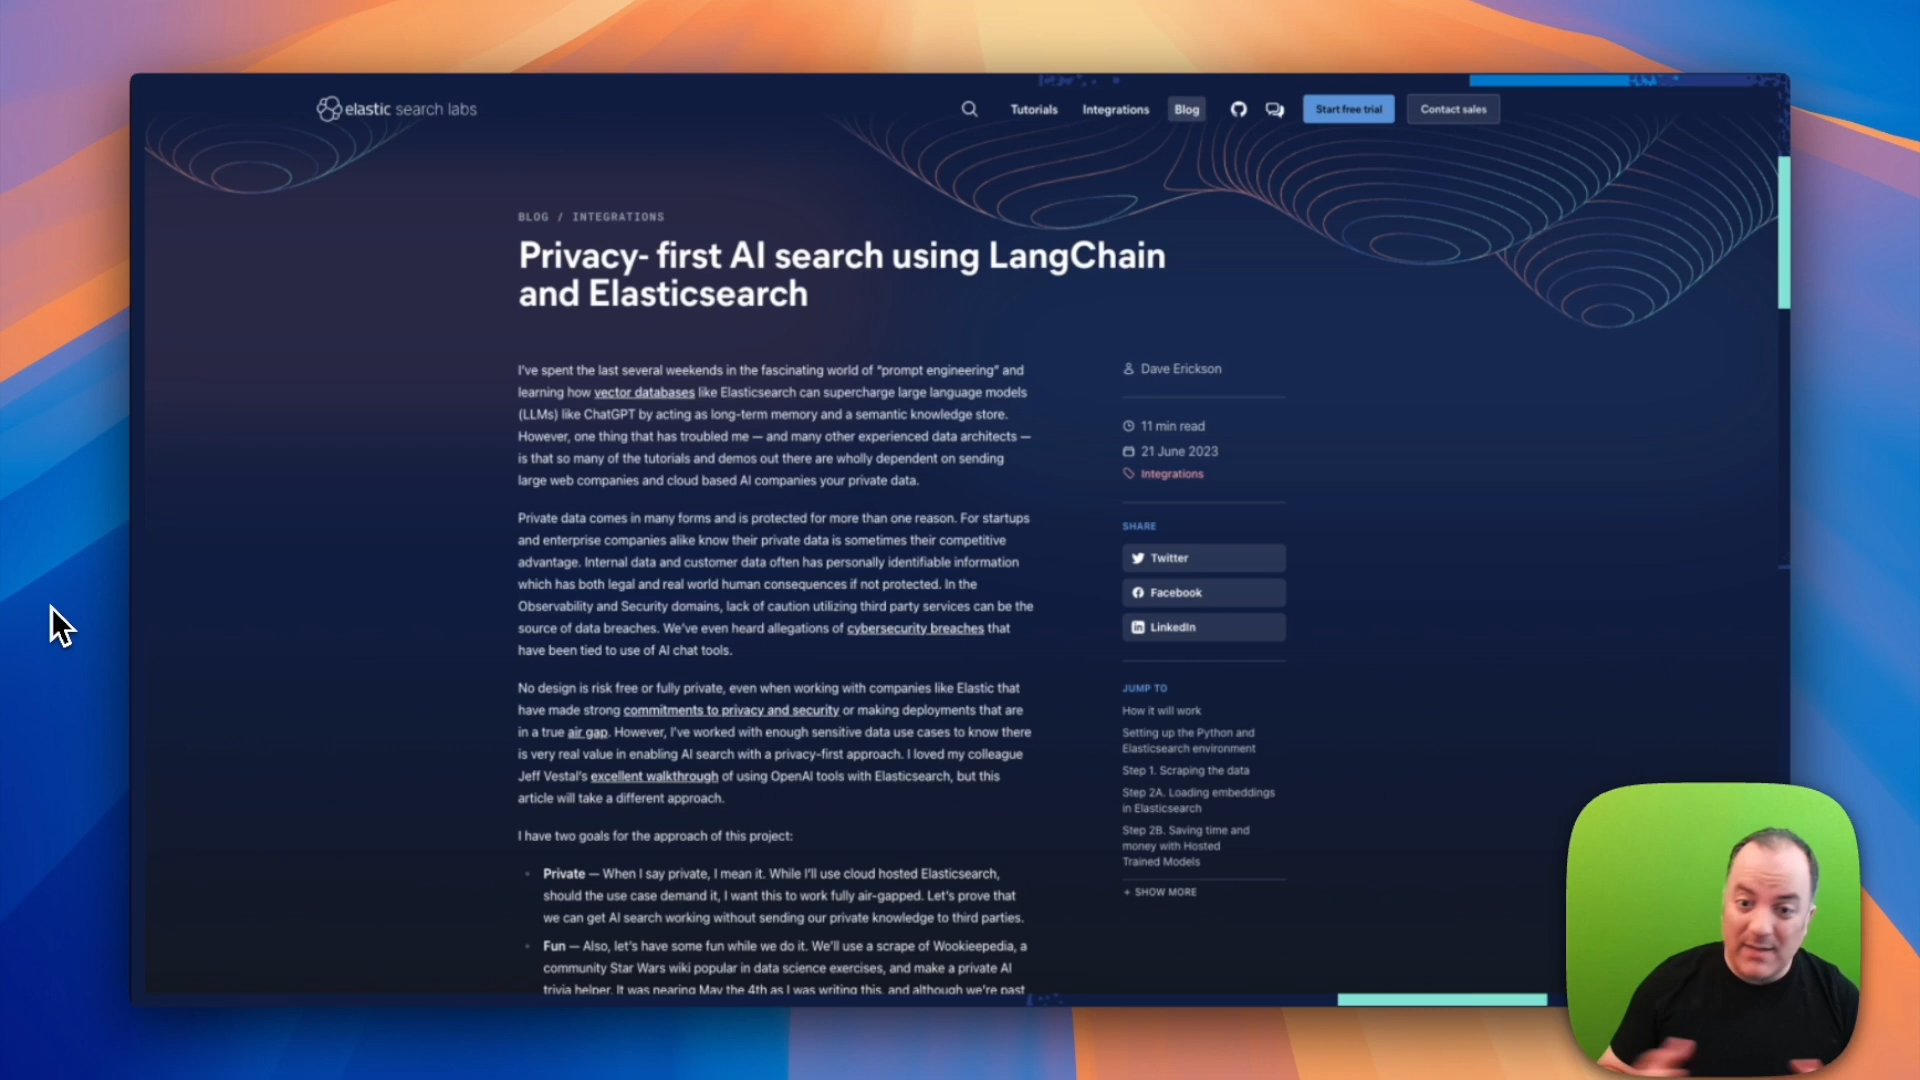 elastic search labs
Tutorials
Integrations
Blog
Start free trial
Contact sales
BLOG / INTEGRATIONS
Privacy- first AI search using LangChain
and Elasticsearch
I've spent the last several weekends in the fascinating world of “prompt engineering” and
learning how vector databases like Elasticsearch can supercharge large language models
(LLMs) like ChatGPT by acting as long-term memory and a semantic knowledge store.
However, one thing that has troubled me — and many other experienced data architects —
is that so many of the tutorials and demos out there are wholly dependent on sending
large web companies and cloud based AI companies your private data.
Private data comes in many forms and is protected for more than one reason. For startups
and enterprise companies alike know their private data is sometimes their competitive
advantage. Internal data and customer data often has personally identifiable information
which has both legal and real world human consequences if not protected. In the
Observability and Security domains, lack of caution utilizing third party services can be the
source of data breaches. We've even heard allegations of cybersecurity breaches that
have been tied to use of AI chat tools.
No design is risk free or fully private, even when working with companies like Elastic that
have made strong commitments to privacy and security or making deployments that are
in a true air gap. However, I've worked with enough sensitive data use cases to know there
is very real value in enabling AI search with a privacy-first approach. I loved my colleague
Jeff Vestal's excellent walkthrough of using OpenAI tools with Elasticsearch, but this
article will take a different approach.
I have two goals for the approach of this project:
• Private — When I say private, I mean it. While I'll use cloud hosted Elasticsearch,
should the use case demand it, I want this to work fully air-gapped. Let's prove that
we can get AI search working without sending our private knowledge to third parties.
• Fun — Also, let's have some fun while we do it. We'll use a scrape of Wookieepedia, a
community Star Wars wiki popular in data science exercises, and make a private AI
trivia helper. It was nearing May the 4th as I was writing this, and although we're past
Dave Erickson
11 min read
21 June 2023
Integrations
SHARE
Twitter
Facebook
LinkedIn
JUMP TO
How it will work
Setting up the Python and
Elasticsearch environment
Step 1. Scraping the data
Step 2A. Loading embeddings
in Elasticsearch
Step 2B. Saving time and
money with Hosted
Trained Models
+ SHOW MORE